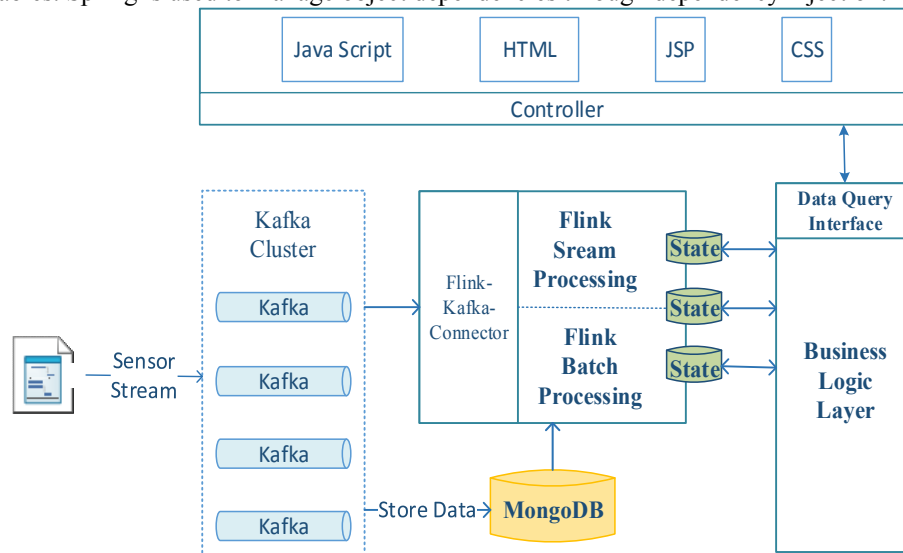 Java Script
HTML
JSP
CSS
Controller
Kafka
Cluster
Kafka
Kafka
Kafka
Kafka
Sensor
Stream
Store Data
Flink-
Kafka-
Connector
Flink
Sream
Processing
Flink
Batch
Processing
State
State
State
MongoDB
Data Query
Interface
Business
Logic
Layer